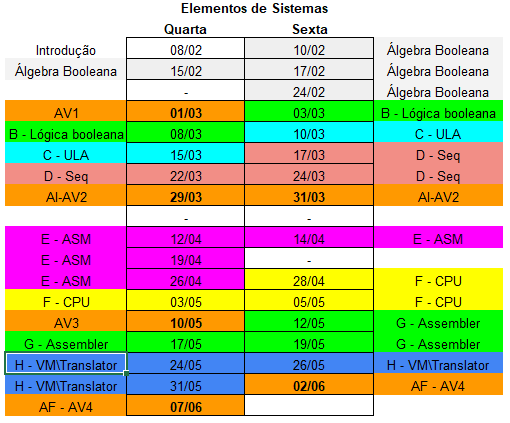 Elementos de Sistemas
Quarta Sexta
Introdução 08/02 10/02 Álgebra Booleana
Álgebra Booleana 15/02 17/02 Álgebra Booleana
- 24/02 Álgebra Booleana
AV1 01/03 03/03 B - Lógica booleana
B - Lógica booleana 08/03 10/03 C - ULA
C - ULA 15/03 17/03 D - Seq
D - Seq 22/03 24/03 D - Seq
AI-AV2 29/03 31/03 AI-AV2
- -
E - ASM 12/04 14/04 E - ASM
E - ASM 19/04 -
E - ASM 26/04 28/04 F - CPU
F - CPU 03/05 05/05 F - CPU
AV3 10/05 12/05 G - Assembler
G - Assembler 17/05 19/05 G - Assembler
H - VM\Translator 24/05 26/05 H - VM\Translator
H - VM\Translator 31/05 02/06 AF - AV4
AF - AV4 07/06